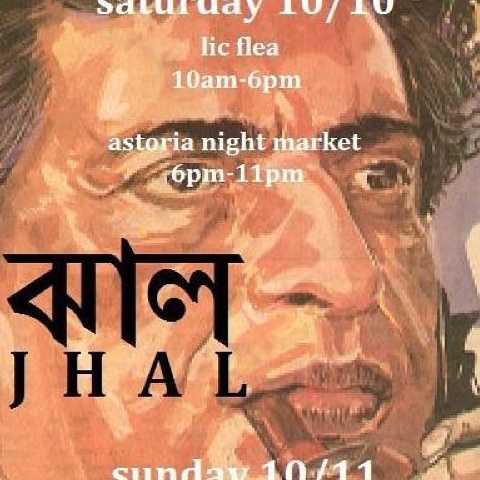 saturday 10/10
lic flea
10am-6pm
astoria night market
6pm-11pm
ঝাল
JHAL
sunday 10/11